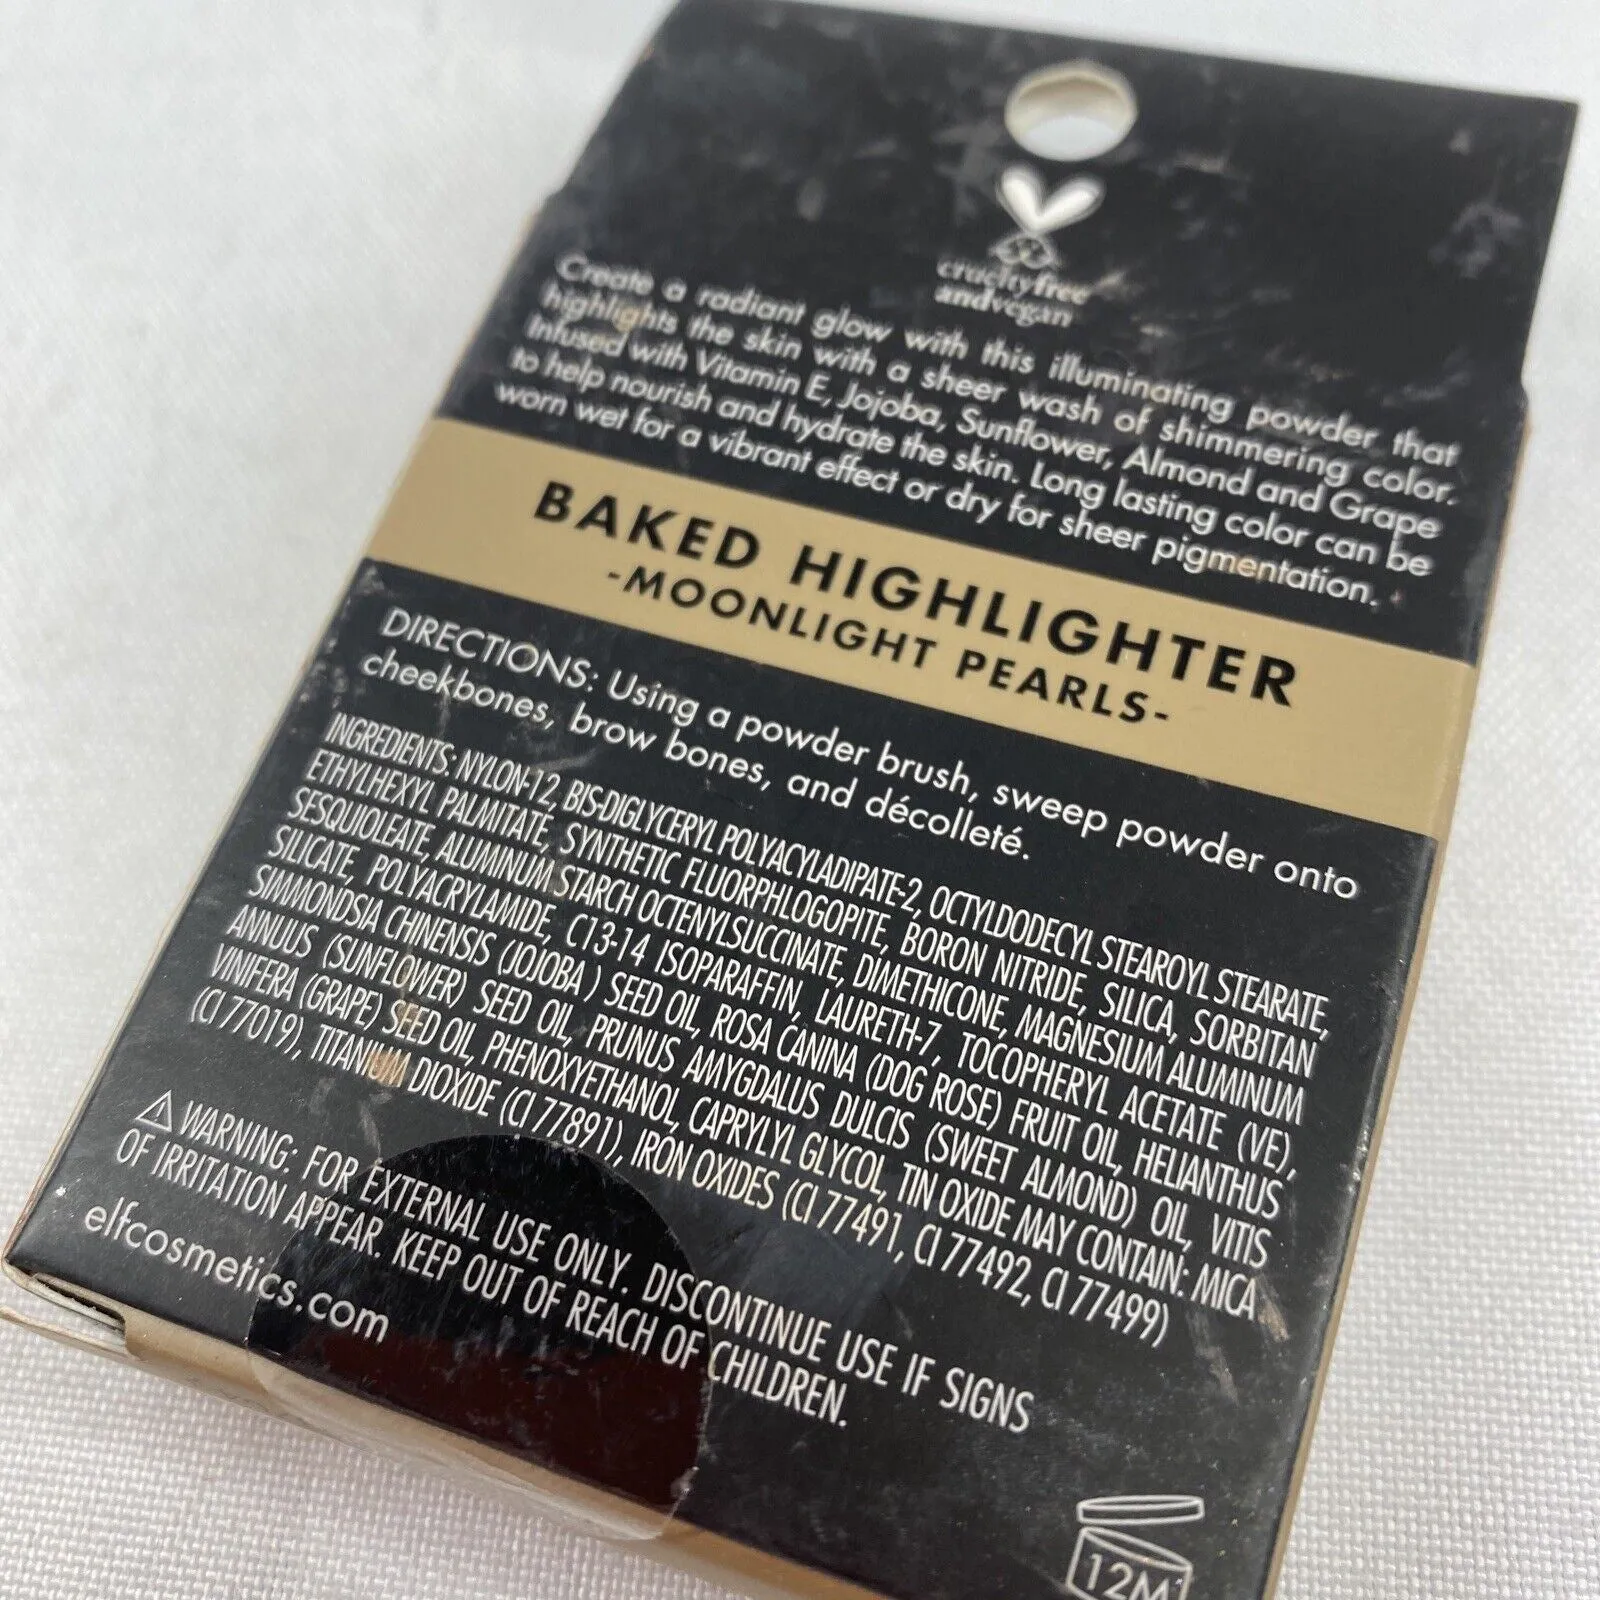 crueltyfree
andvegan
Create a radiant glow with this illuminating powder that
highlights the skin with a sheer wash of shimmering color.
Infused with Vitamin E, Jojoba, Sunflower, Almond and Grape
to help nourish and hydrate the skin. Long lasting color can be
worn wet for a vibrant effect or dry for sheer pigmentation.
BAKED HIGHLIGHTER
-MOONLIGHT PEARLS-
DIRECTIONS: Using a powder brush, sweep powder onto
cheekbones, brow bones, and décolleté.
INGREDIENTS: NYLON-12, BIS-DIGLYCERYL POLYACYLADIPATE-2, OCTYLDODECYL STEAROYL STEARATE,
ETHYLHEXYL PALMITATE, SYNTHETIC FLUORPHLOGOPITE, BORON NITRIDE, SILICA, SORBITAN
SESQUIOLEATE, ALUMINUM STARCH OCTENYLSUCCINATE, DIMETHICONE, MAGNESIUM ALUMINUM
SILICATE, POLYACRYLAMIDE, C13-14 ISOPARAFFIN, LAURETH-7, TOCOPHERYL ACETATE (VE),
SIMMONDSIA CHINENSIS (JOJOBA ) SEED OIL, ROSA CANINA (DOG ROSE) FRUIT OIL, HELIANTHUS
ANNUUS (SUNFLOWER) SEED OIL, PRUNUS AMYGDALUS DULCIS (SWEET ALMOND) OIL, VITIS
VINIFERA (GRAPE) SEED OIL, PHENOXYETHANOL, CAPRYLYL GLYCOL, TIN OXIDE MAY CONTAIN: MICA
(CI 77019), TITANIUM DIOXIDE (CI 77891), IRON OXIDES (CI 77491, CI 77492, CI 77499)
⚠ WARNING: FOR EXTERNAL USE ONLY. DISCONTINUE USE IF SIGNS
OF IRRITATION APPEAR. KEEP OUT OF REACH OF CHILDREN.
elfcosmetics.com
12M